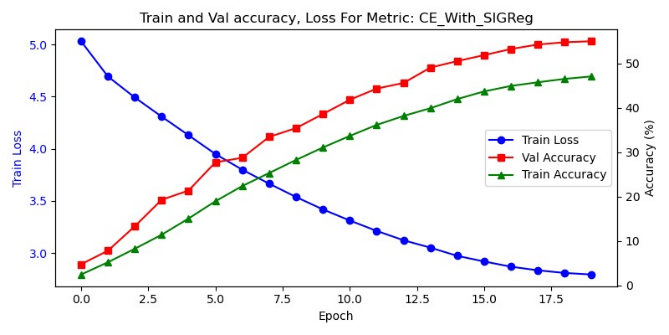 Train and Val accuracy, Loss For Metric: CE_With_SIGReg
5.0
4.5
4.0
3.5
3.0
Train Loss
50
40
30
20
10
0
Accuracy (%)
Train Loss
Val Accuracy
Train Accuracy
0.0 2.5 5.0 7.5 10.0 12.5 15.0 17.5
Epoch